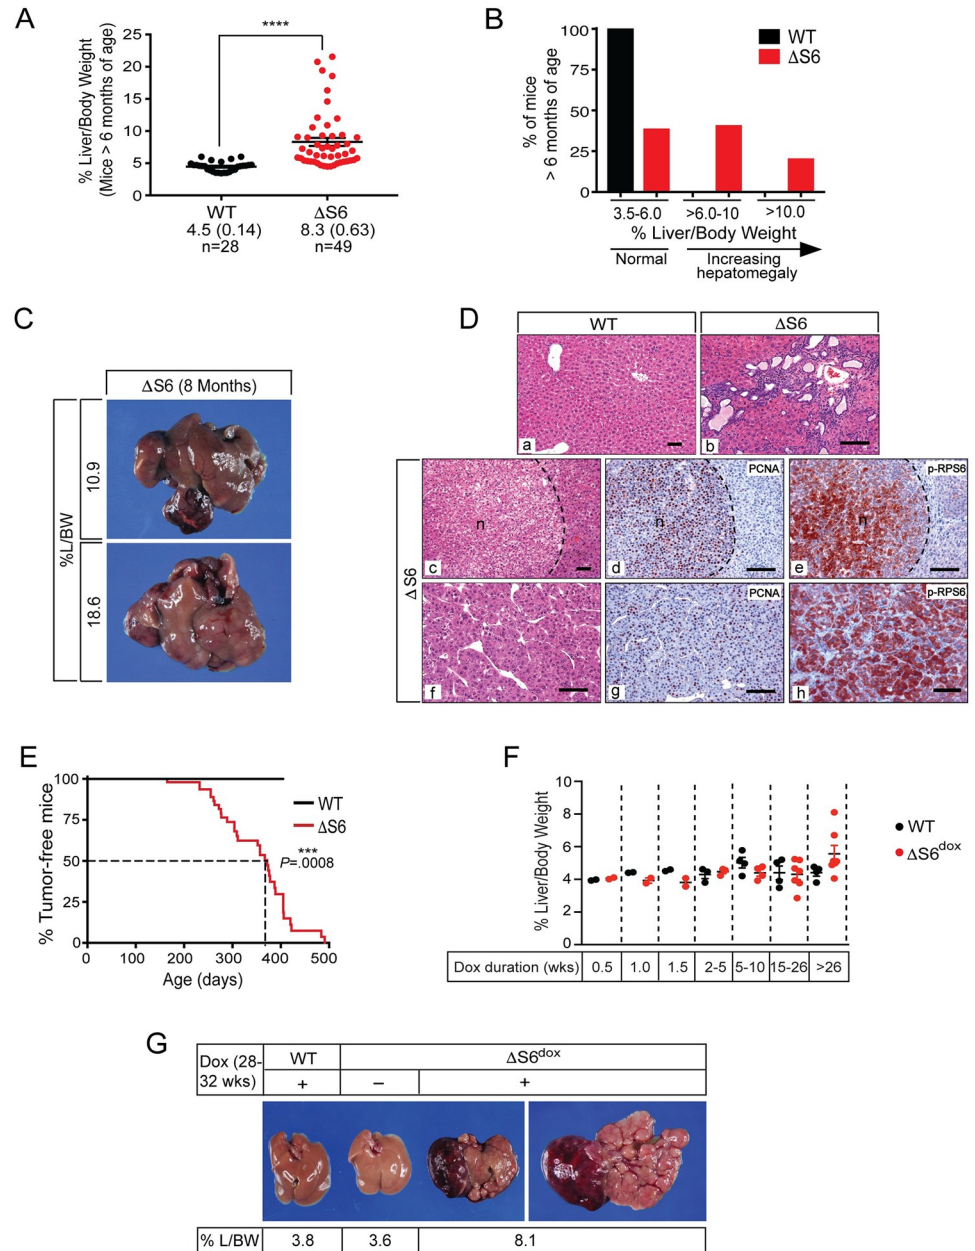 A
% Liver/Body Weight
(Mice > 6 months of age)
25
20
15
10
5
0
****
WT
4.5 (0.14)
n=28
ΔS6
8.3 (0.63)
n=49
B
% of mice
> 6 months of age
100
75
50
25
0
WT
ΔS6
3.5-6.0
>6.0-10
>10.0
% Liver/Body Weight
Normal
Increasing
hepatomegaly
C
ΔS6 (8 Months)
%L/BW
10.9
18.6
D
WT
ΔS6
a
b
ΔS6
n
c
PCNA
n
d
p-RPS6
n
e
f
PCNA
g
p-RPS6
h
E
% Tumor-free mice
100
75
50
25
0
WT
ΔS6
***
P=.0008
0 100 200 300 400 500
Age (days)
F
% Liver/Body Weight
10
8
6
4
2
0
WT
ΔS6dox
Dox duration (wks) 0.5 1.0 1.5 2-5 5-10 15-26 >26
G
Dox (28-
32 wks)
WT
ΔS6dox
+ − +
% L/BW 3.8 3.6 8.1